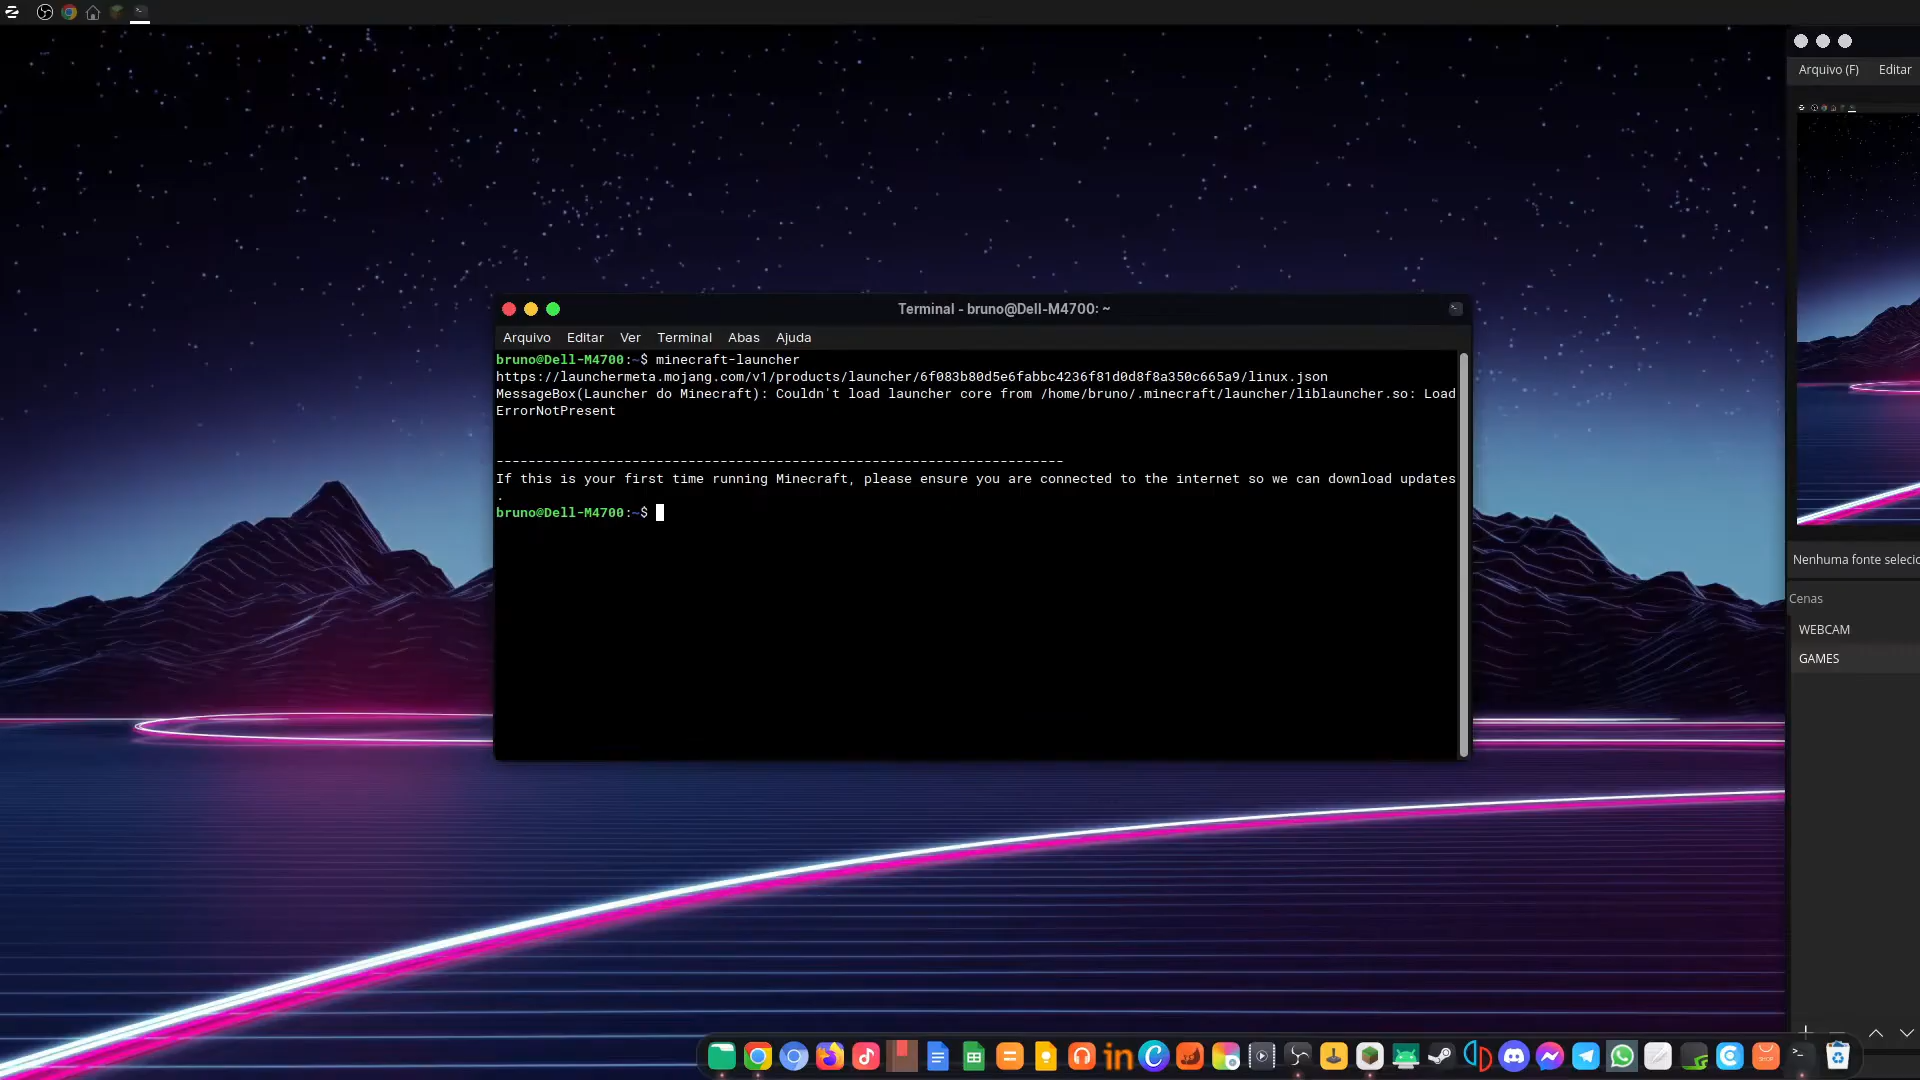 Arquivo (F) Editar
Terminal - bruno@Dell-M4700: ~
Arquivo Editar Ver Terminal Abas Ajuda
bruno@Dell-M4700:~$ minecraft-launcher
https://launchermeta.mojang.com/v1/products/launcher/6f083b80d5e6fabbc4236f81d0d8f8a350c665a9/linux.json
MessageBox(Launcher do Minecraft): Couldn't load launcher core from /home/bruno/.minecraft/launcher/liblauncher.so: Load
ErrorNotPresent
-----------------------------------------------------------------------
If this is your first time running Minecraft, please ensure you are connected to the internet so we can download updates
.
bruno@Dell-M4700:~$
Nenhuma fonte selecio
Cenas
WEBCAM
GAMES
in